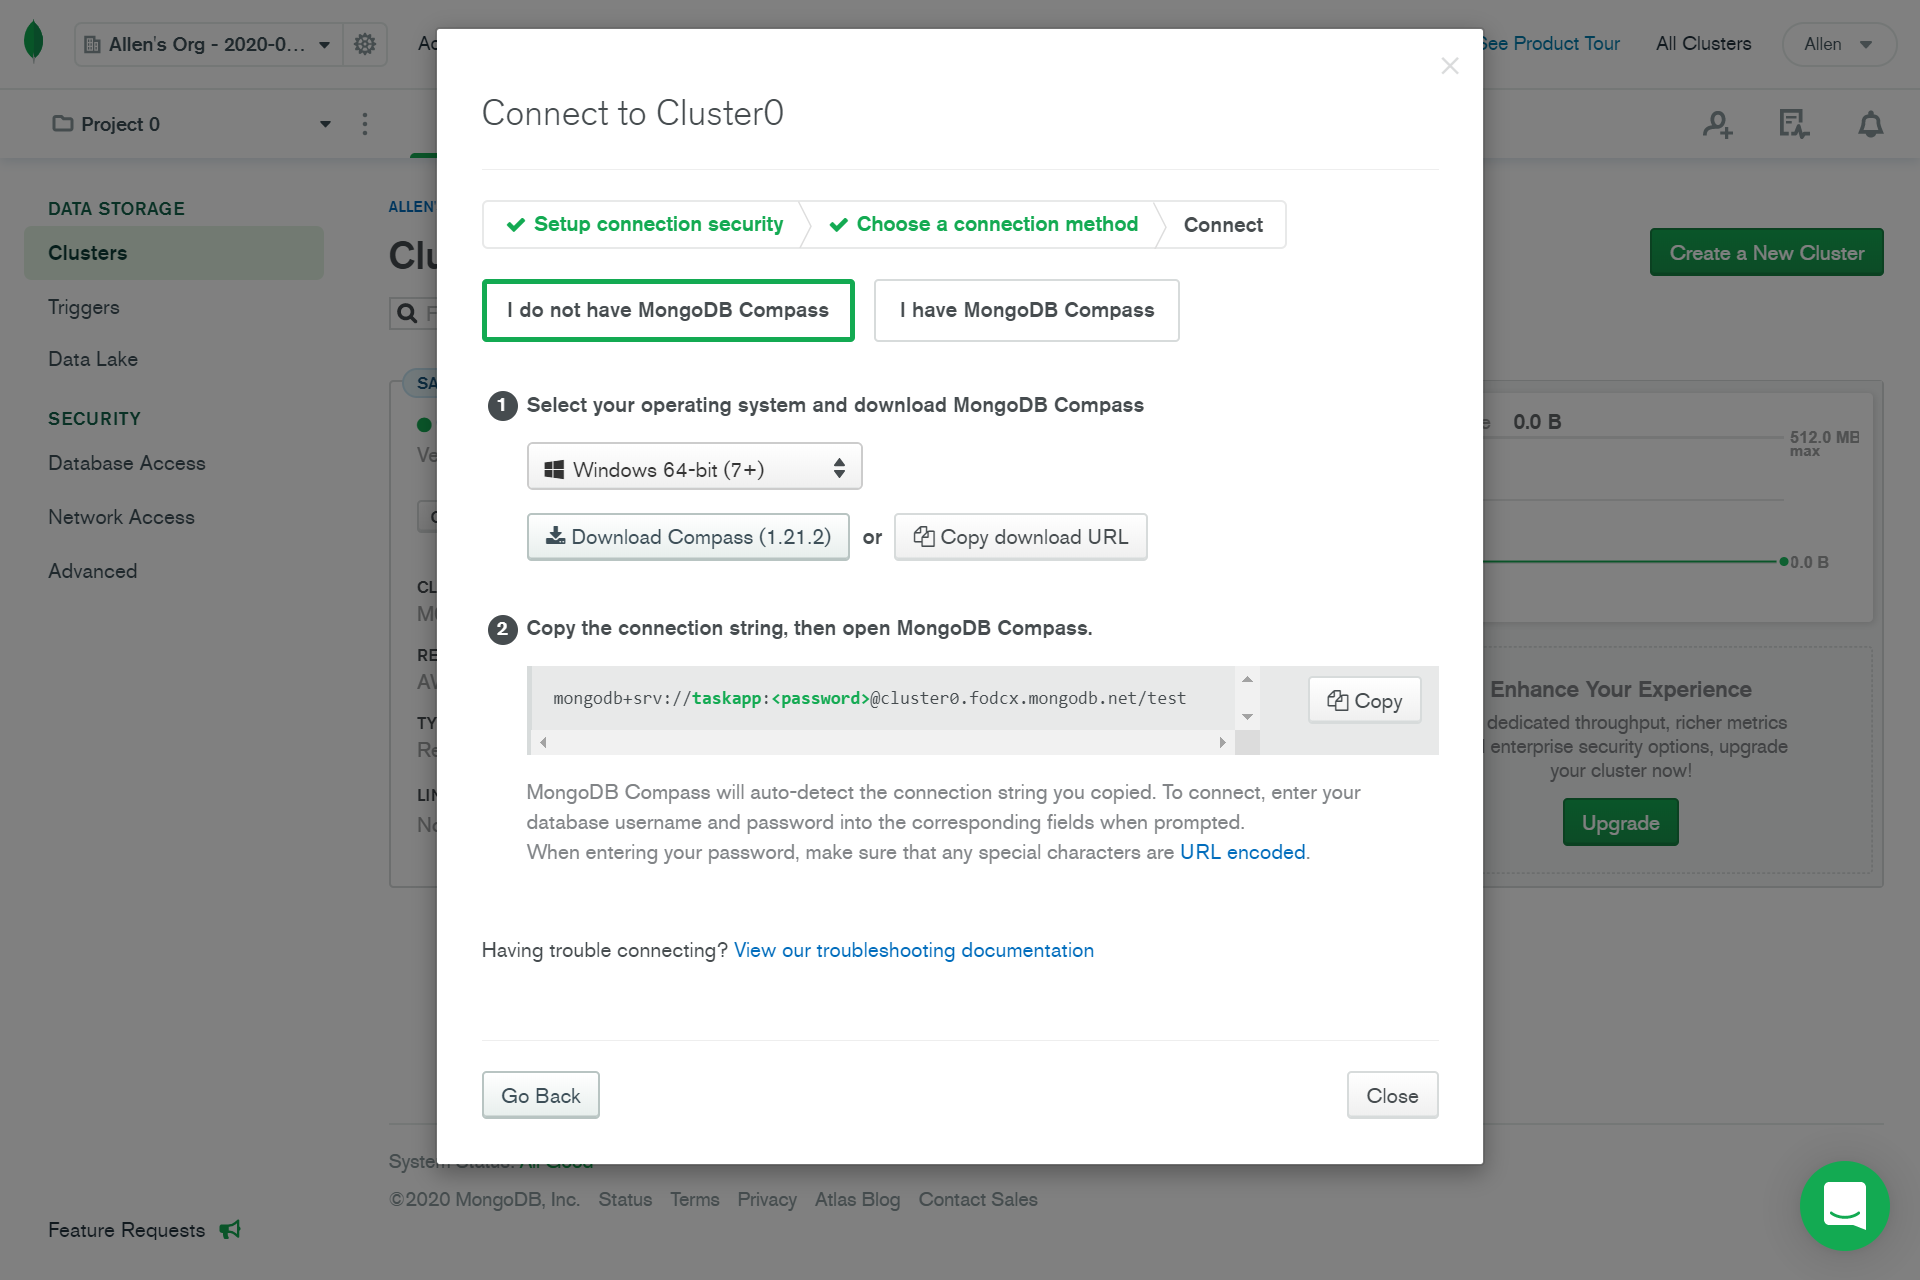 Allen's Org - 2020-0...
Ac
See Product Tour
All Clusters
Allen
Project 0
DATA STORAGE
Clusters
Triggers
Data Lake
SECURITY
Database Access
Network Access
Advanced
Feature Requests
ALLEN'
Clu
Create a New Cluster
F
SA
Ve
C
CL
RE
AV
TY
Re
LIN
No
Connect to Cluster0
Setup connection security
Choose a connection method
Connect
I do not have MongoDB Compass
I have MongoDB Compass
1 Select your operating system and download MongoDB Compass
Windows 64-bit (7+)
Download Compass (1.21.2) or Copy download URL
2 Copy the connection string, then open MongoDB Compass.
mongodb+srv://taskapp:<password>@cluster0.fodcx.mongodb.net/test
Copy
MongoDB Compass will auto-detect the connection string you copied. To connect, enter your
database username and password into the corresponding fields when prompted.
When entering your password, make sure that any special characters are URL encoded.
Having trouble connecting? View our troubleshooting documentation
Go Back
Close
e 0.0 B
512.0 MB
max
0.0 B
Enhance Your Experience
dedicated throughput, richer metrics
enterprise security options, upgrade
your cluster now!
Upgrade
System Status: All Good
©2020 MongoDB, Inc. Status Terms Privacy Atlas Blog Contact Sales